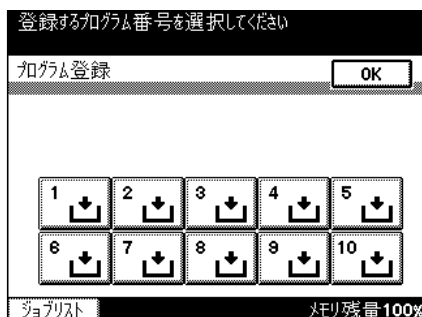 登録するプログラム番号を選択してください
プログラム登録
OK
1 2 3 4 5
6 7 8 9 10
ジョブリスト メモリ残量100%